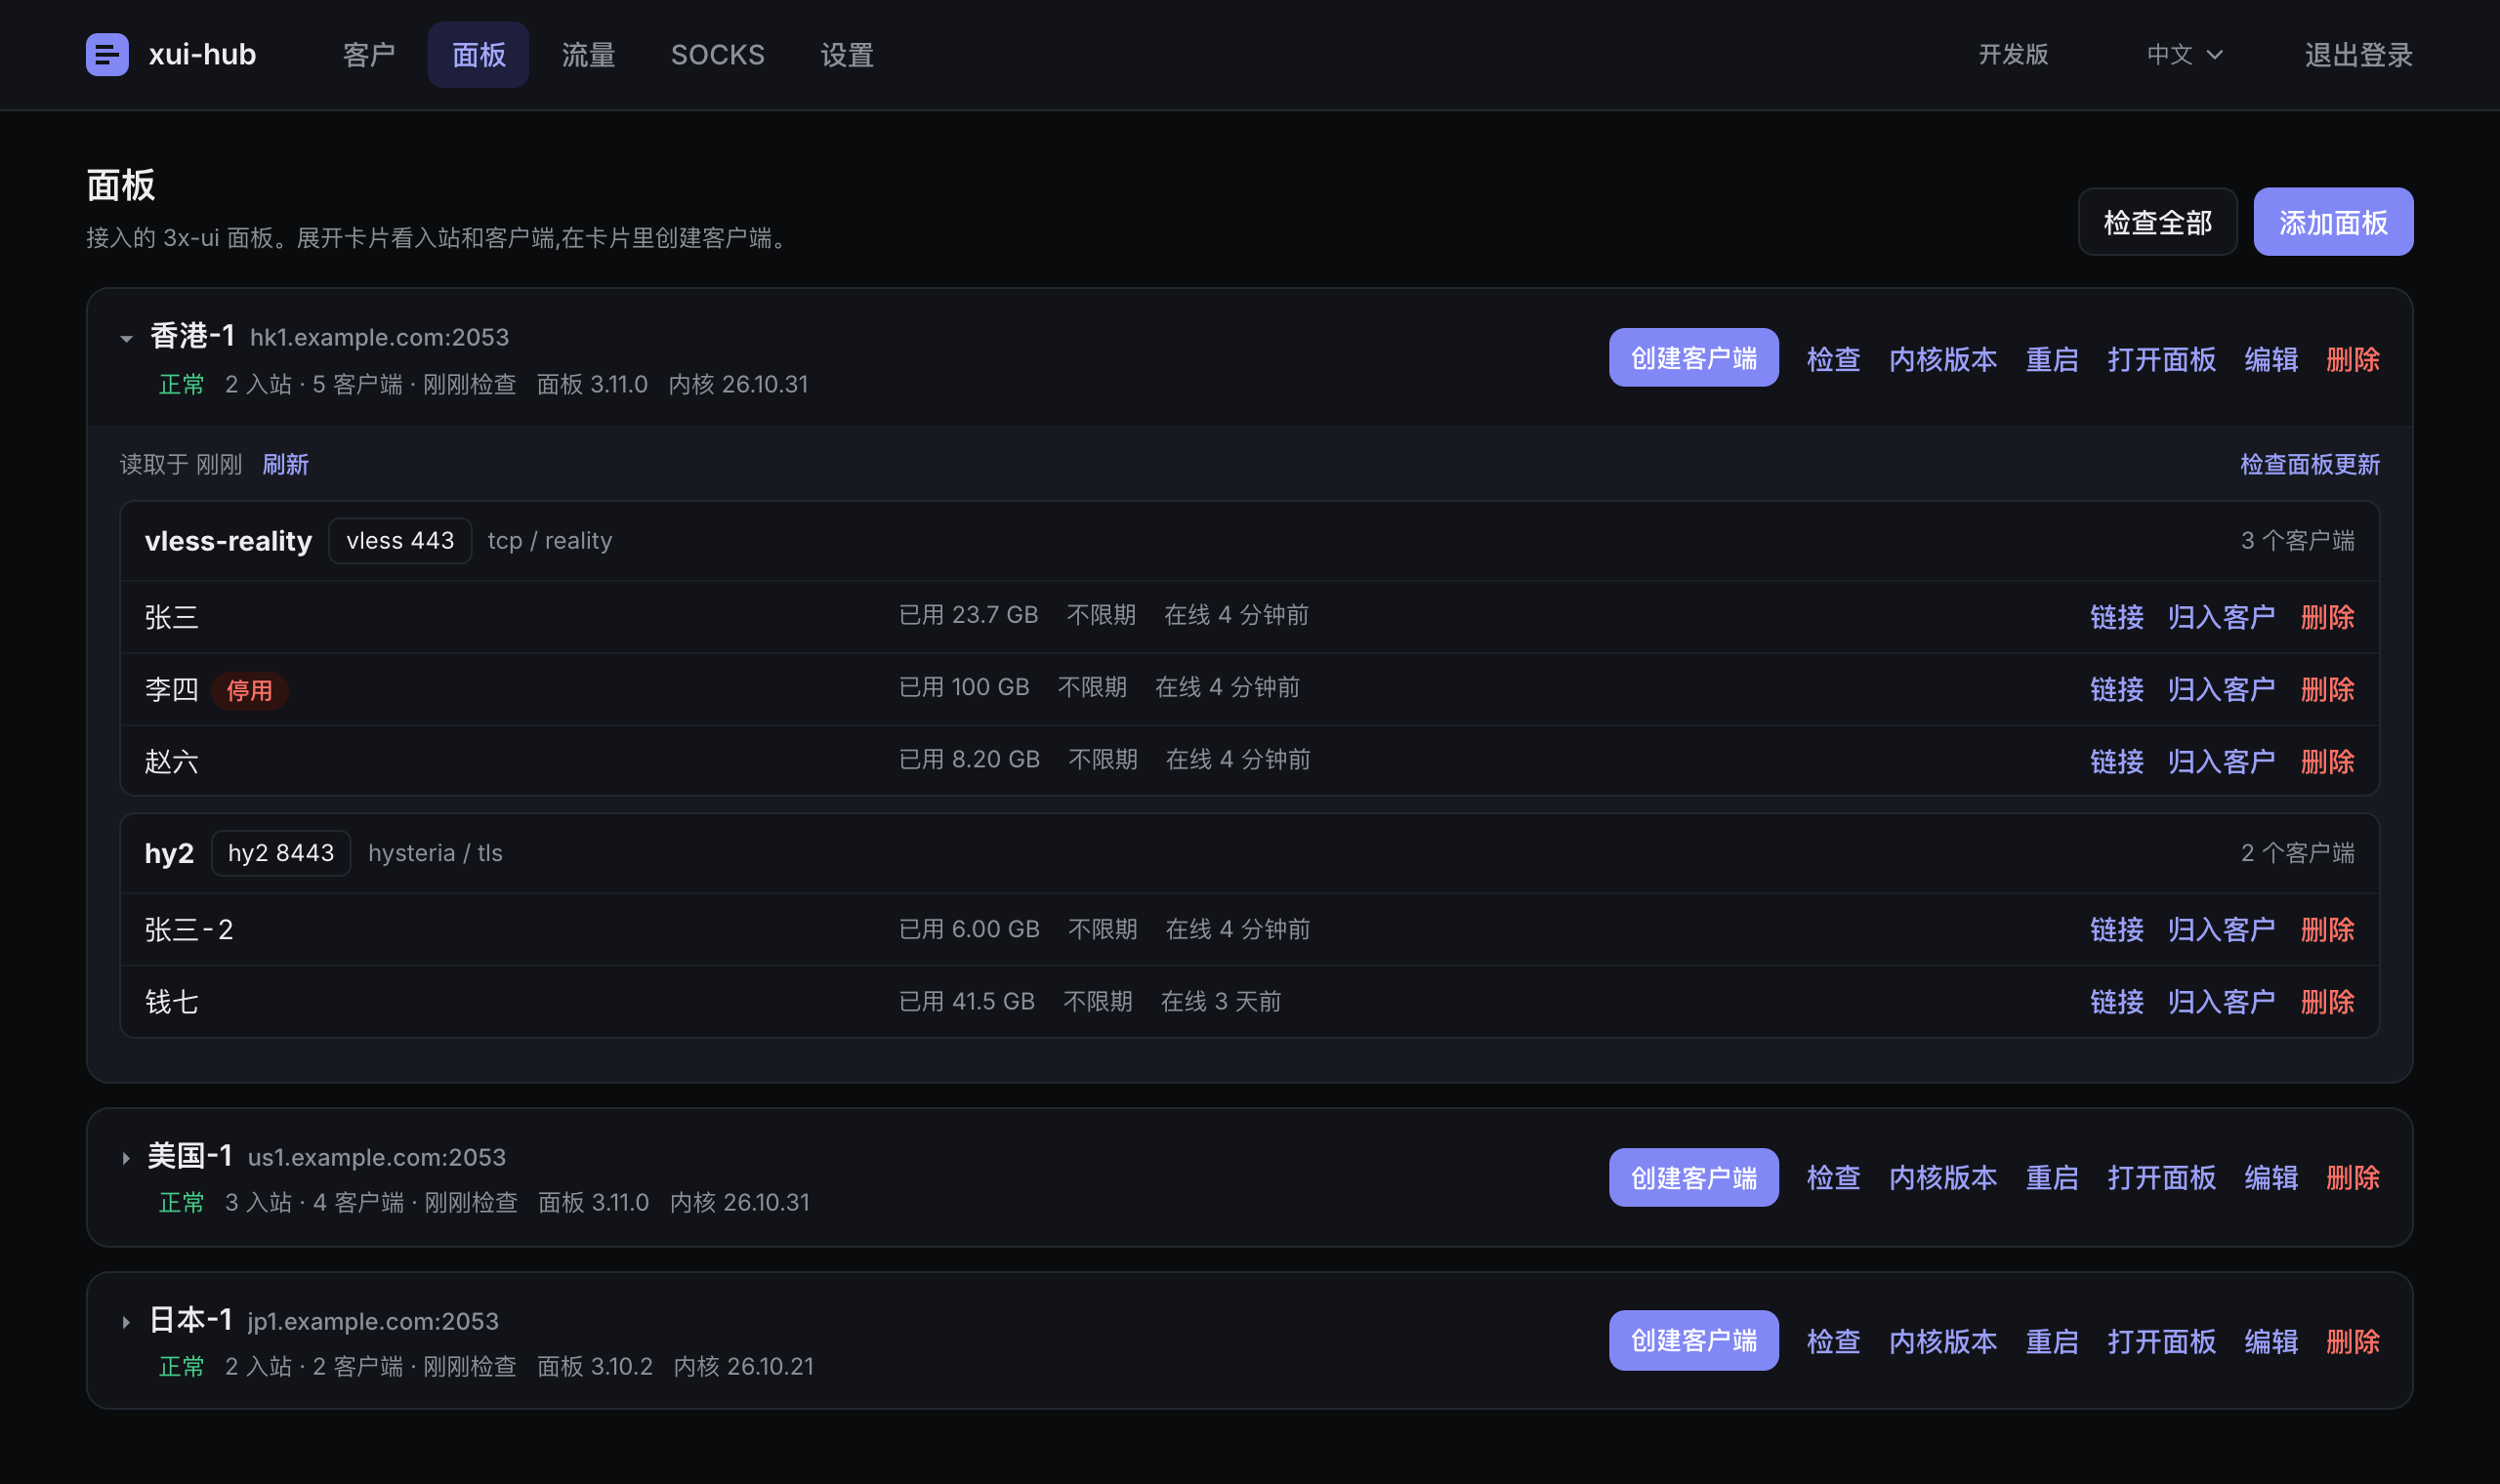 xui-hub 客户 面板 流量 SOCKS 设置 开发版 中文 退出登录
面板
接入的 3x-ui 面板。展开卡片看入站和客户端,在卡片里创建客户端。
检查全部 添加面板
香港-1 hk1.example.com:2053
正常 2 入站 · 5 客户端 · 刚刚检查 面板 3.11.0 内核 26.10.31
创建客户端 检查 内核版本 重启 打开面板 编辑 删除
读取于 刚刚 刷新 检查面板更新
vless-reality vless 443 tcp / reality 3 个客户端
张三 已用 23.7 GB 不限期 在线 4 分钟前 链接 归入客户 删除
李四 停用 已用 100 GB 不限期 在线 4 分钟前 链接 归入客户 删除
赵六 已用 8.20 GB 不限期 在线 4 分钟前 链接 归入客户 删除
hy2 hy2 8443 hysteria / tls 2 个客户端
张三-2 已用 6.00 GB 不限期 在线 4 分钟前 链接 归入客户 删除
钱七 已用 41.5 GB 不限期 在线 3 天前 链接 归入客户 删除
美国-1 us1.example.com:2053
正常 3 入站 · 4 客户端 · 刚刚检查 面板 3.11.0 内核 26.10.31
创建客户端 检查 内核版本 重启 打开面板 编辑 删除
日本-1 jp1.example.com:2053
正常 2 入站 · 2 客户端 · 刚刚检查 面板 3.10.2 内核 26.10.21
创建客户端 检查 内核版本 重启 打开面板 编辑 删除